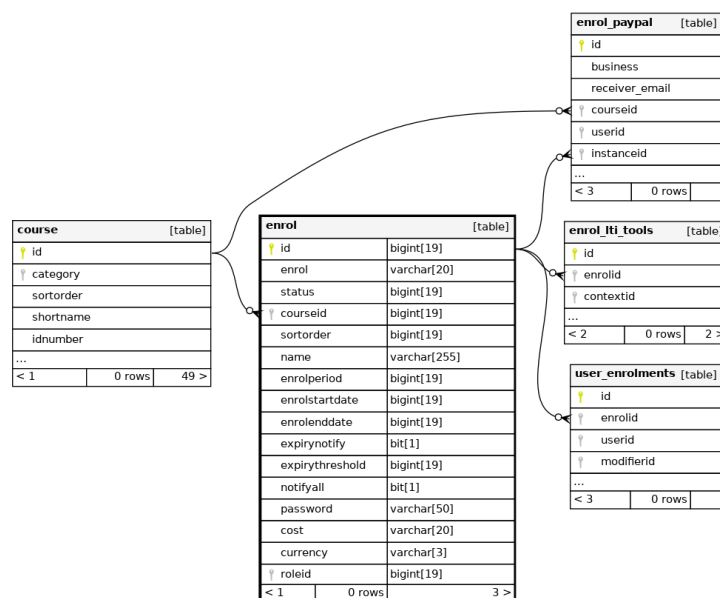 enrol_paypal [table]
id
business
receiver_email
courseid
userid
instanceid
...
< 3 0 rows
course [table]
id
category
sortorder
shortname
idnumber
...
< 1 0 rows 49 >
enrol [table]
id bigint[19]
enrol varchar[20]
status bigint[19]
courseid bigint[19]
sortorder bigint[19]
name varchar[255]
enrolperiod bigint[19]
enrolstartdate bigint[19]
enrolenddate bigint[19]
expirynotify bit[1]
expirythreshold bigint[19]
notifyall bit[1]
password varchar[50]
cost varchar[20]
currency varchar[3]
roleid bigint[19]
< 1 0 rows 3 >
enrol_lti_tools [table]
id
enrolid
contextid
...
< 2 0 rows 2 >
user_enrolments [table]
id
enrolid
userid
modifierid
...
< 3 0 rows